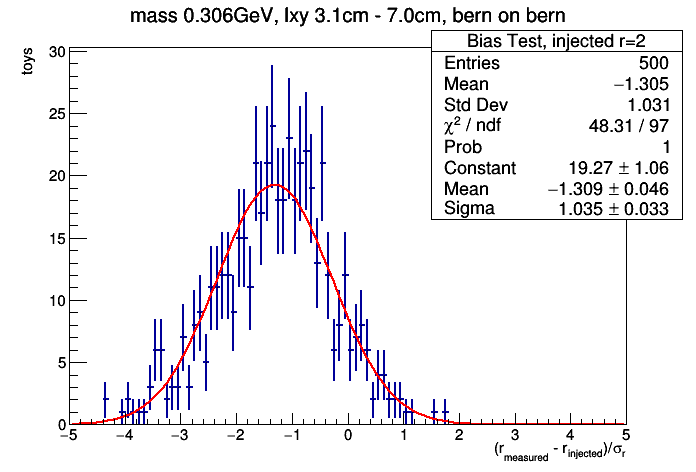 mass 0.306GeV, lxy 3.1cm - 7.0cm, bern on bern
Bias Test, injected r=2
Entries 500
Mean −1.305
Std Dev 1.031
χ² / ndf 48.31 / 97
Prob 1
Constant 19.27 ± 1.06
Mean −1.309 ± 0.046
Sigma 1.035 ± 0.033
toys
30
25
20
15
10
5
0
−5 −4 −3 −2 −1 0 1 2 3 4 5
(r_measured - r_injected)/σ_r